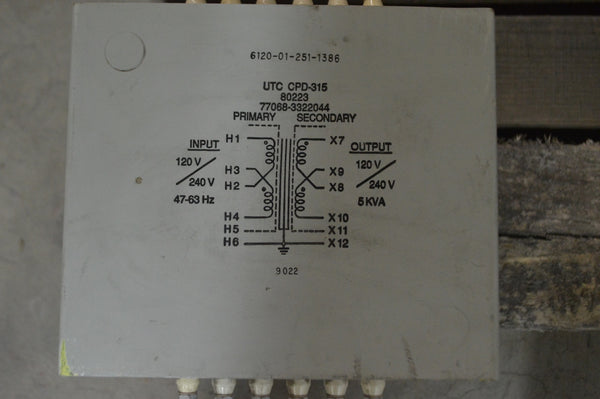 6120-01-251-1386
UTC CPD-315
80223
77068-3322044
PRIMARY SECONDARY
H1 X7
INPUT OUTPUT
120 V 120 V
H3 X9
240 V H2 X8 240 V
47-63 Hz 5KVA
H4 X10
H5 X11
H6 X12
9022